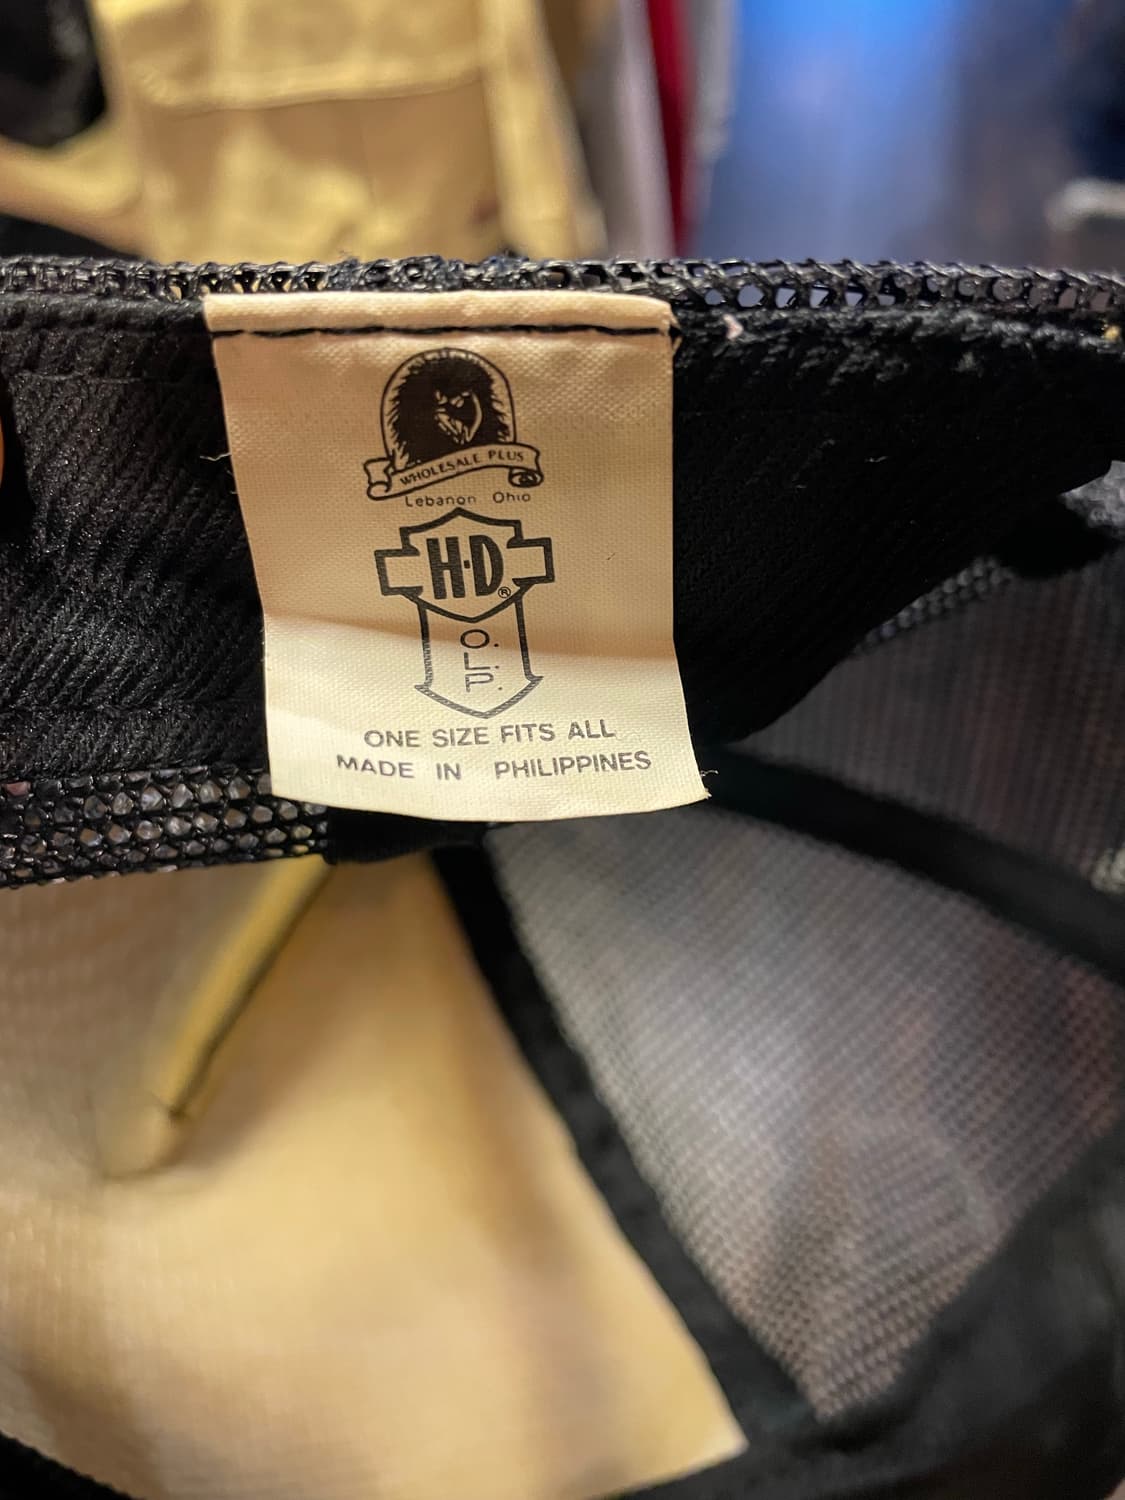 WHOLESALE PLUS
Lebanon Ohio
H-D®
O.L.P.
ONE SIZE FITS ALL
MADE IN PHILIPPINES